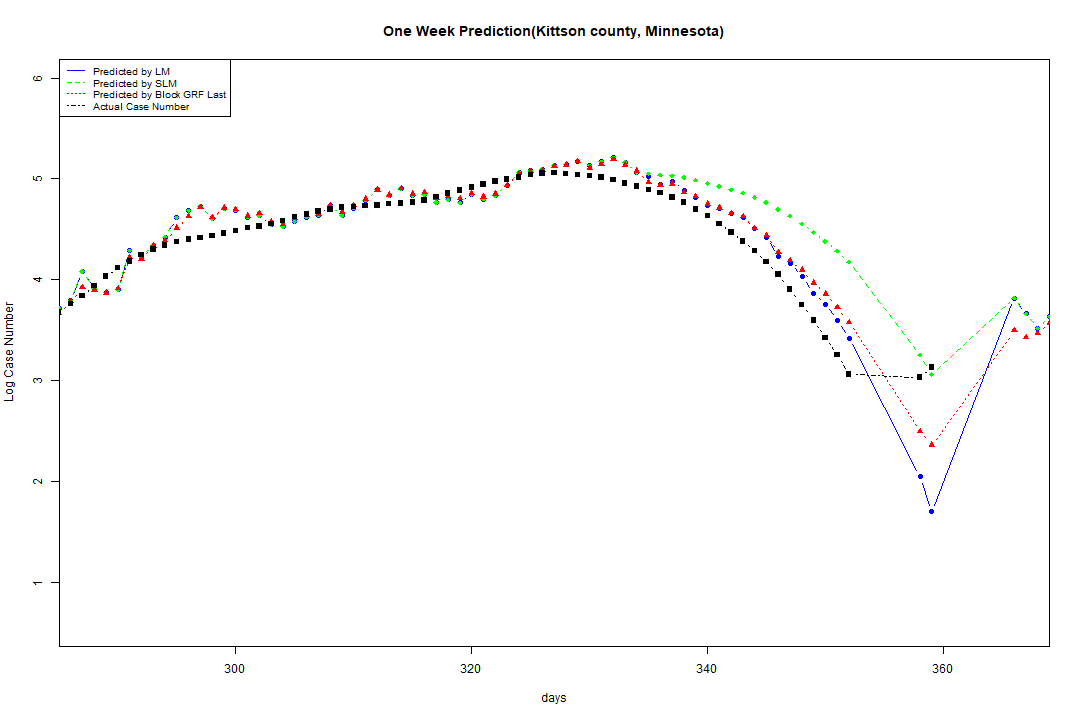 One Week Prediction(Kittson county, Minnesota)
Predicted by LM
Predicted by SLM
Predicted by Block GRF Last
Actual Case Number
6
5
4
3
2
1
Log Case Number
300 320 340 360
days